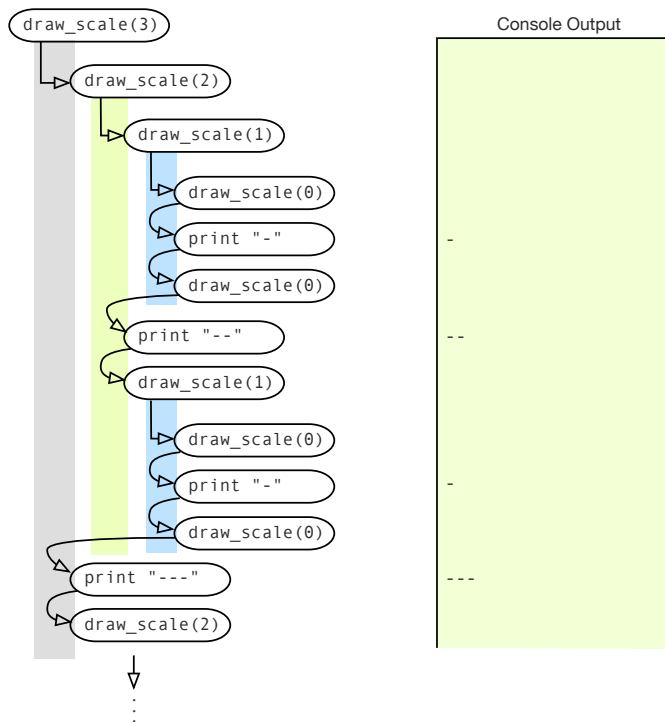 draw_scale(3)
Console Output
draw_scale(2)
draw_scale(1)
draw_scale(0)
print "-"
-
draw_scale(0)
print "--"
--
draw_scale(1)
draw_scale(0)
print "-"
-
draw_scale(0)
print "---"
---
draw_scale(2)